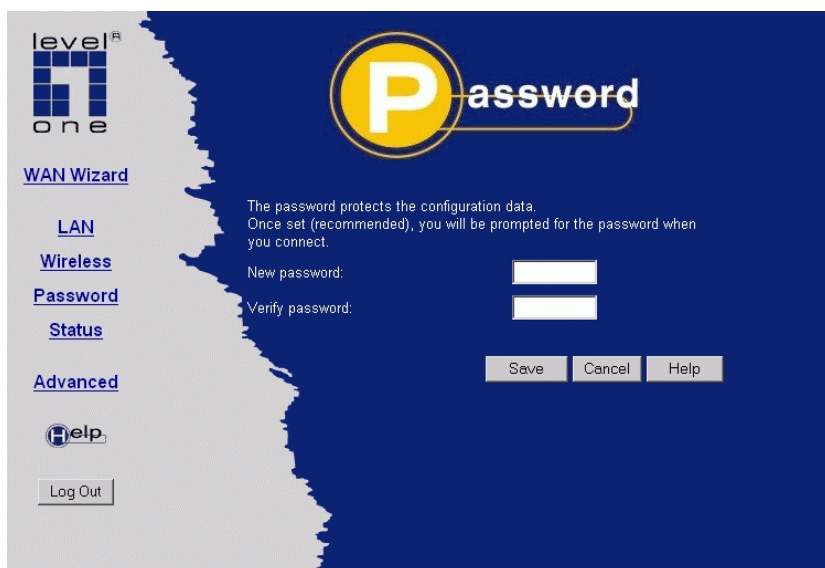 level®
one
WAN Wizard
LAN
Wireless
Password
Status
Advanced
Help
Log Out
Password
The password protects the configuration data.
Once set (recommended), you will be prompted for the password when
you connect.
New password:
Verify password:
Save Cancel Help